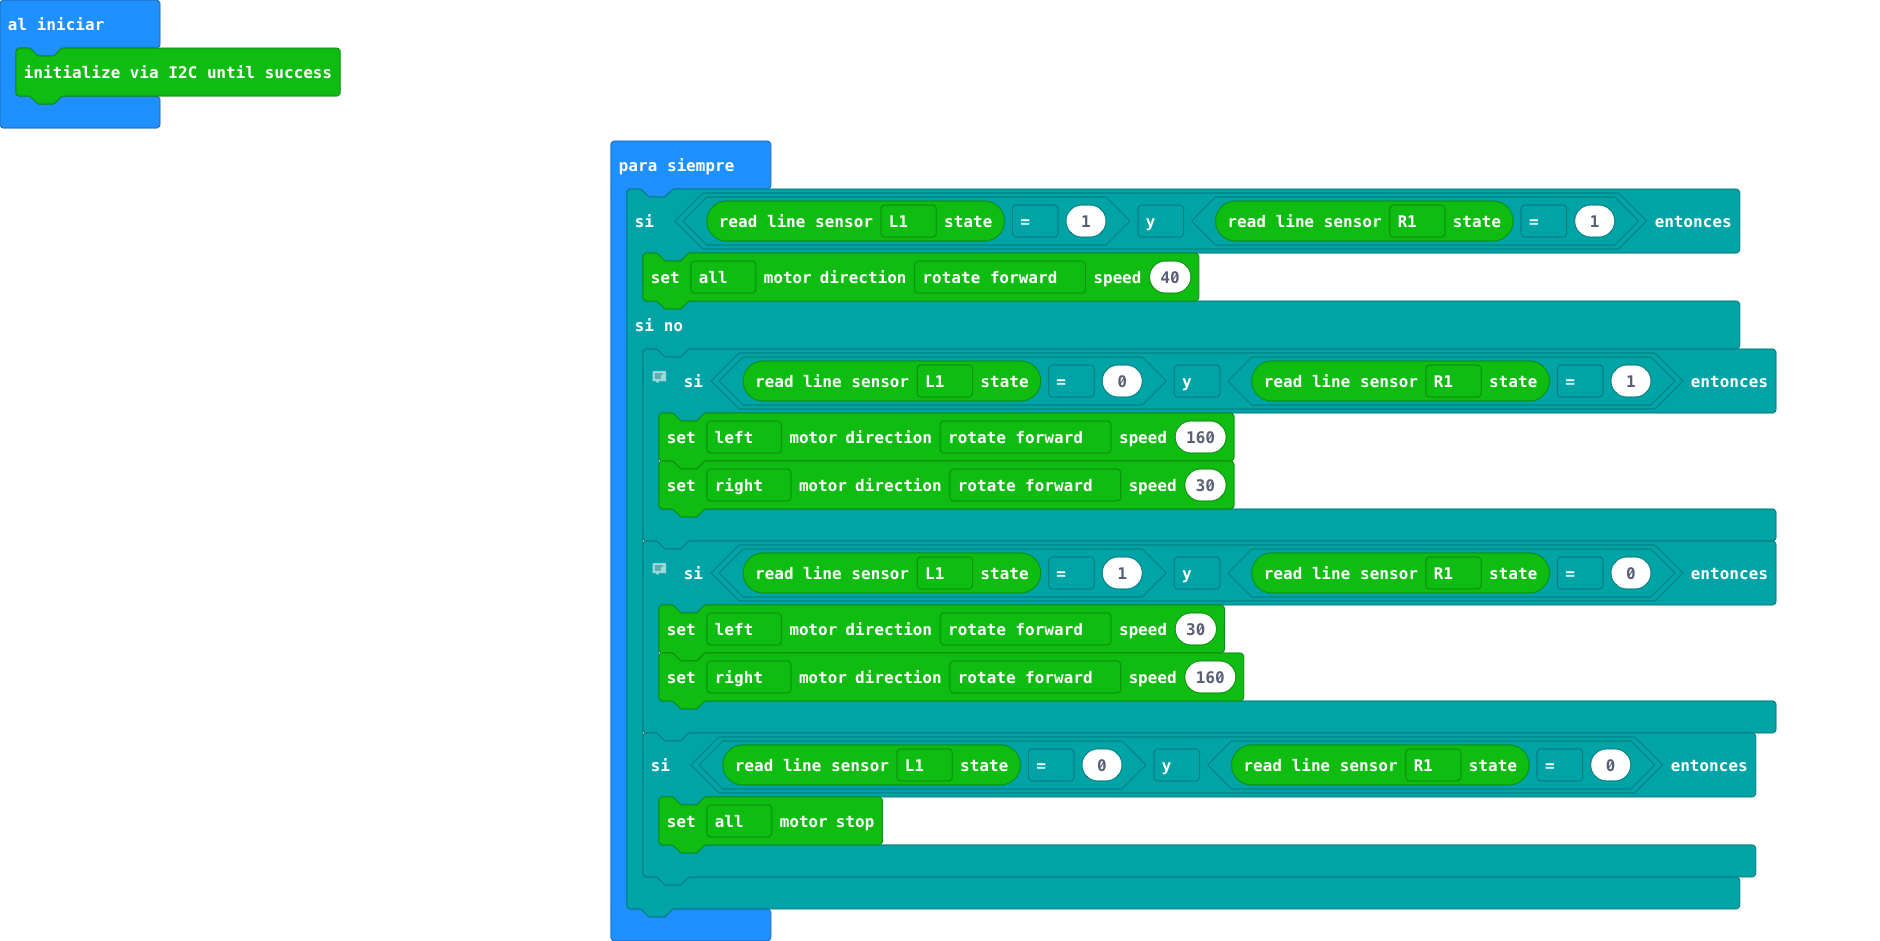 al iniciar
initialize via I2C until success
para siempre
si read line sensor L1 state = 1 y read line sensor R1 state = 1 entonces
set all motor direction rotate forward speed 40
si no
si read line sensor L1 state = 0 y read line sensor R1 state = 1 entonces
set left motor direction rotate forward speed 160
set right motor direction rotate forward speed 30
si read line sensor L1 state = 1 y read line sensor R1 state = 0 entonces
set left motor direction rotate forward speed 30
set right motor direction rotate forward speed 160
si read line sensor L1 state = 0 y read line sensor R1 state = 0 entonces
set all motor stop